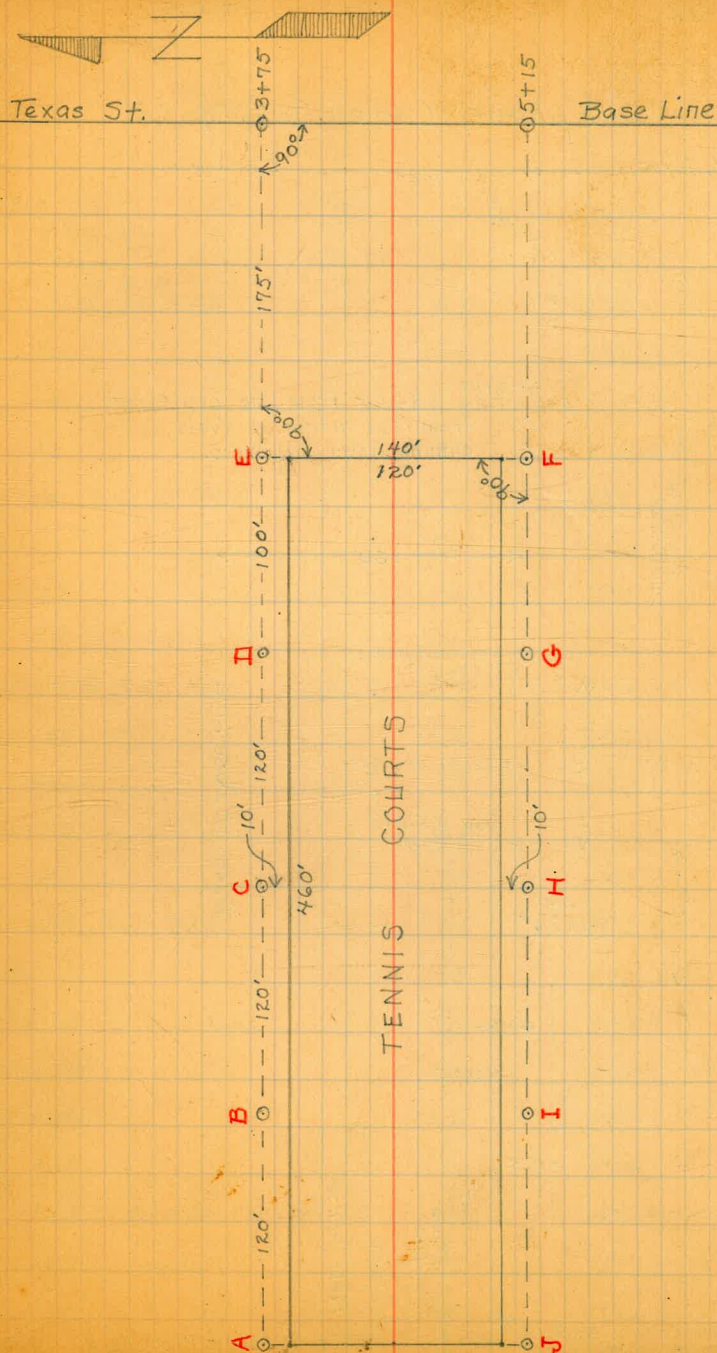 N
3+75
5+15
Texas St.
Base Line
90°
175'
90°
E
140'
F
120'
90°
100'
D
G
120'
TENNIS COURTS
10'
10'
C
460'
H
120'
B
I
120'
A
J